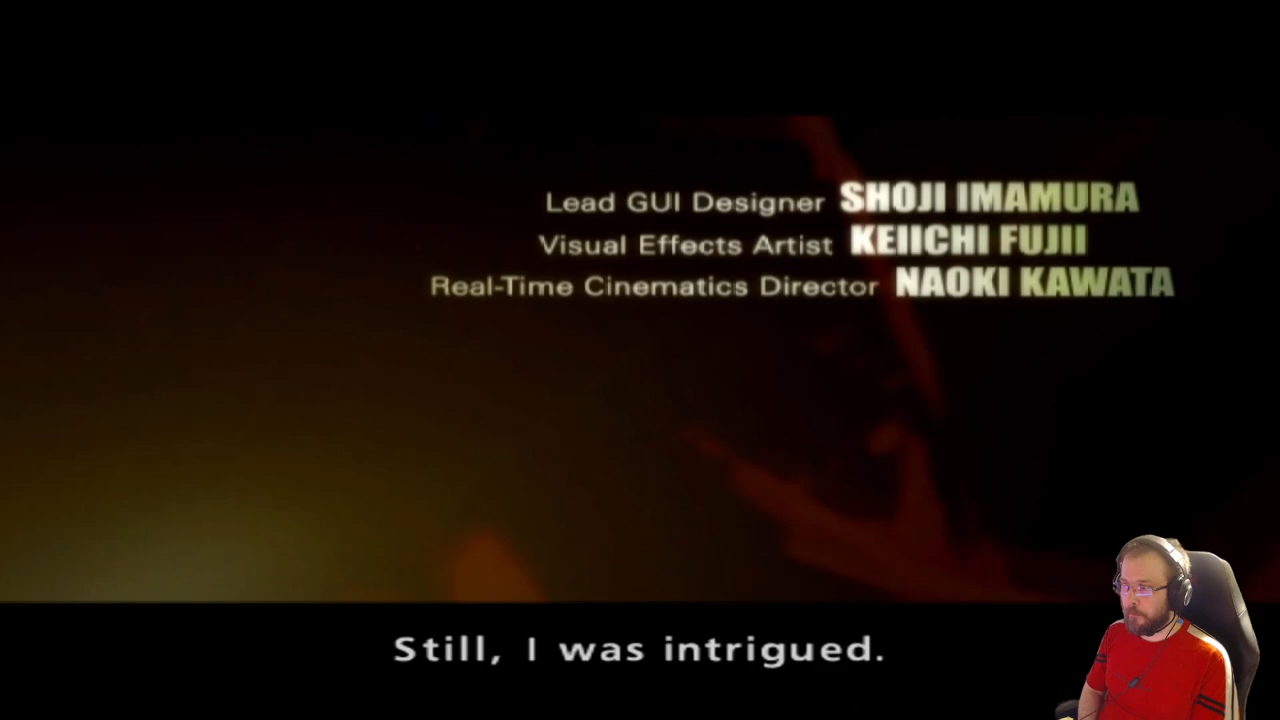 Lead GUI Designer SHOJI IMAMURA
Visual Effects Artist KEIICHI FUJII
Real-Time Cinematics Director NAOKI KAWATA
Still, I was intrigued.